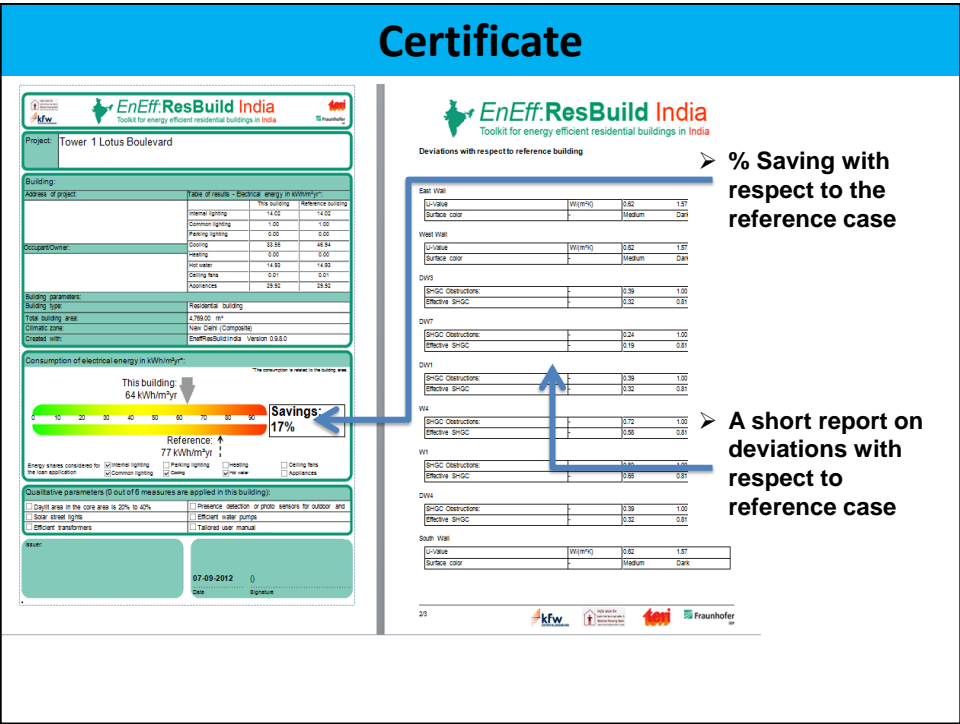 Certificate
kfw
EnEff:ResBuild India
Toolkit for energy efficient residential buildings in India
teri
Fraunhofer
IBP
Project: Tower 1 Lotus Boulevard
Building:
Address of project:
Table of results - Electrical energy in kWh/m²yr*:
This building Reference building
Internal lighting 14.02 14.02
Common lighting 1.00 1.00
Parking lighting 0.00 0.00
Cooling 33.55 46.94
Heating 0.00 0.00
Hot water 14.93 14.93
Ceiling fans 0.01 0.01
Appliances 29.92 29.92
Occupant/Owner:
Building parameters:
Building type: Residential building
Total building area: 4,769.00 m²
Climatic zone: New Delhi (Composite)
Created with: EneffResBuild:India Version 0.9.8.0
Consumption of electrical energy in kWh/m²yr*:
*The consumption is related to the building area.
This building:
64 kWh/m²yr
0 10 20 30 40 50 60 70 80 90
Savings:
17%
Reference:
77 kWh/m²yr
Energy shares considered for the loan application
Internal lighting Parking lighting Heating Ceiling fans
Common lighting Cooling Hot water Appliances
Qualitative parameters (0 out of 6 measures are applied in this building):
Daylit area in the core area is 20% to 40% Presence detection or photo sensors for outdoor and
Solar street lights Efficient water pumps
Efficient transformers Tailored user manual
Issuer:
07-09-2012 ()
Date Signature
EnEff:ResBuild India
Toolkit for energy efficient residential buildings in India
Deviations with respect to reference building
East Wall
U-Value W/(m²K) 0.62 1.57
Surface color - Medium Dark
West Wall
U-Value W/(m²K) 0.62 1.57
Surface color - Medium Dark
DW3
SHGC Obstructions: - 0.39 1.00
Effective SHGC - 0.32 0.81
DW7
SHGC Obstructions: - 0.24 1.00
Effective SHGC - 0.19 0.81
DW1
SHGC Obstructions: - 0.39 1.00
Effective SHGC - 0.32 0.81
W4
SHGC Obstructions: - 0.72 1.00
Effective SHGC - 0.58 0.81
W1
SHGC Obstructions: - 1.00
Effective SHGC - 0.65 0.81
DW4
SHGC Obstructions: - 0.39 1.00
Effective SHGC - 0.32 0.81
South Wall
U-Value W/(m²K) 0.62 1.57
Surface color - Medium Dark
2/3
kfw
teri
Fraunhofer
IBP
➢ % Saving with
respect to the
reference case
➢ A short report on
deviations with
respect to
reference case